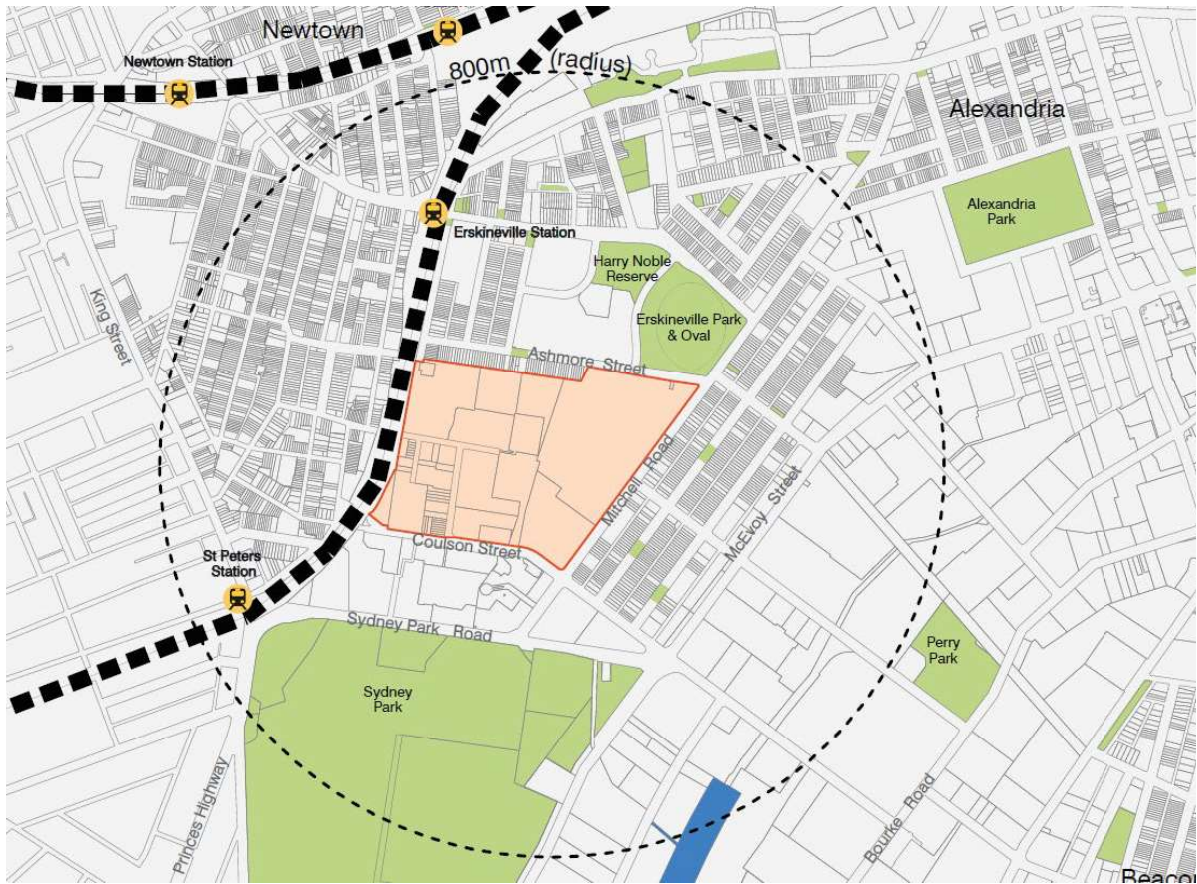 Newtown
Newtown Station
800m (radius)
Alexandria
Alexandria
Park
Erskineville Station
Harry Noble
Reserve
King Street
Erskineville Park
& Oval
Ashmore Street
Mitchell Road
McEvoy Street
Coulson Street
St Peters
Station
Sydney Park Road
Perry
Park
Sydney
Park
Princes Highway
Bourke Road
Beacon